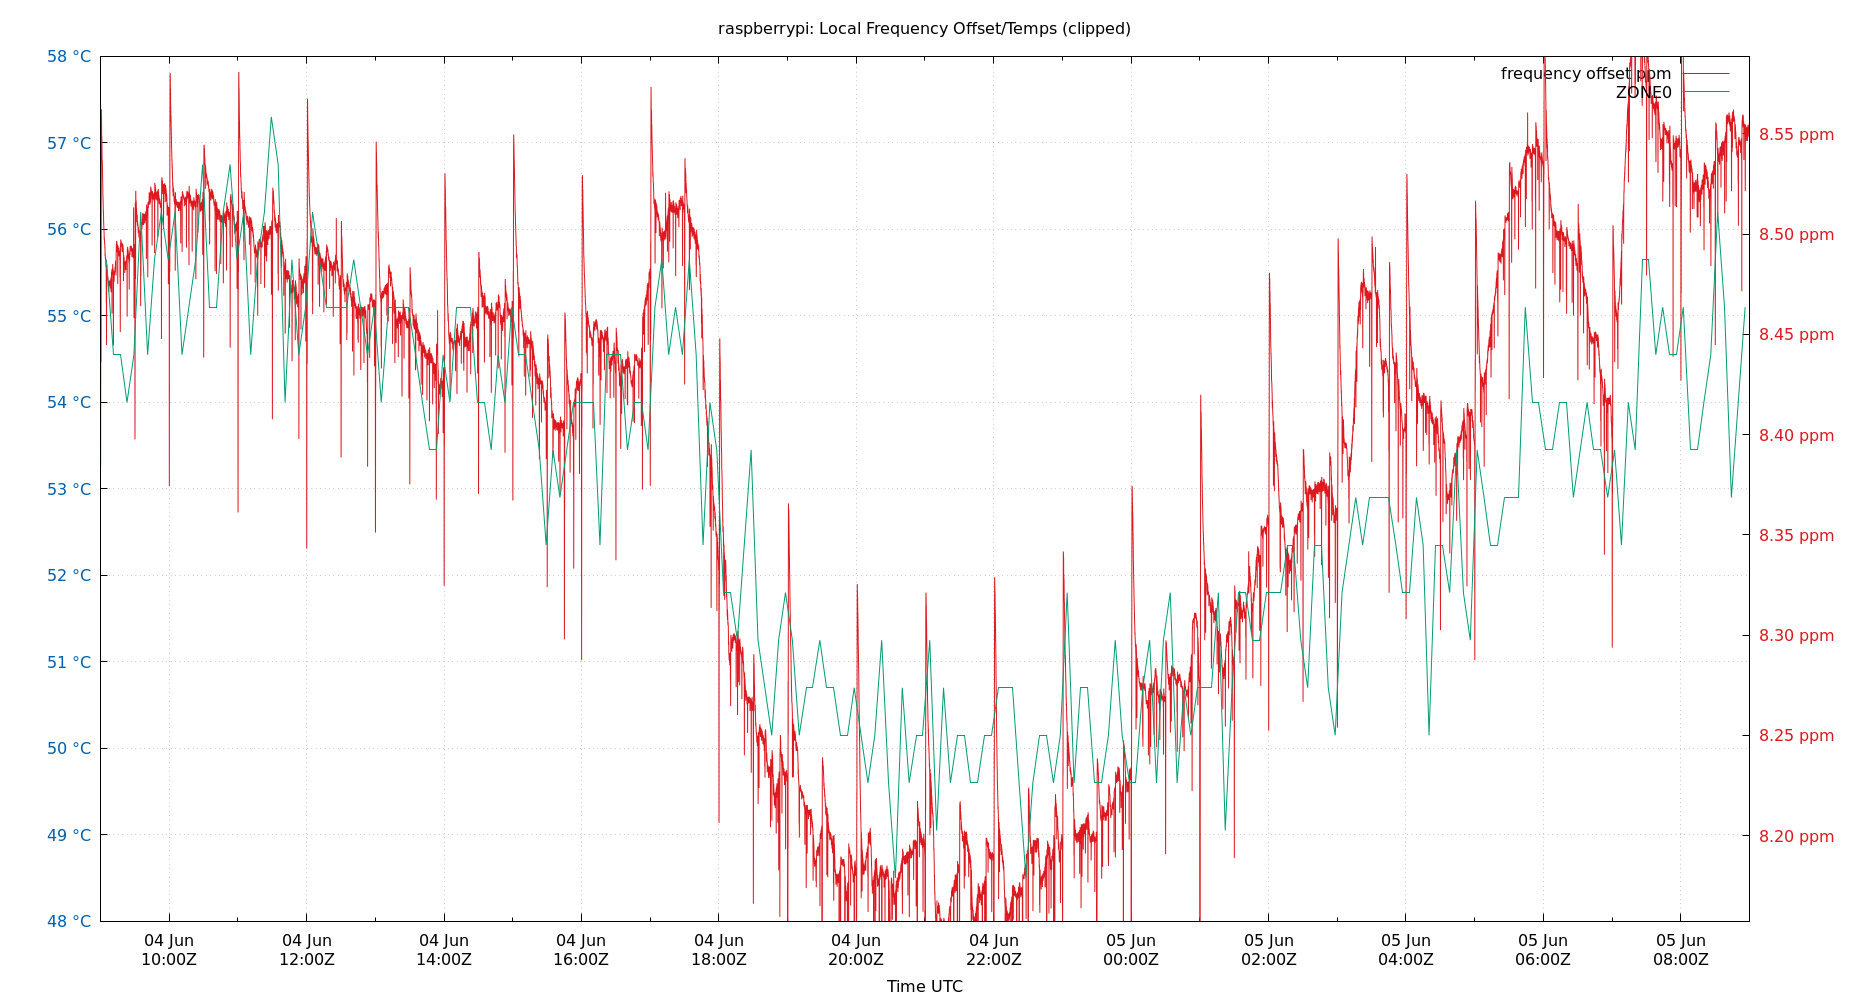 raspberrypi: Local Frequency Offset/Temps (clipped)
58 °C
57 °C
56 °C
55 °C
54 °C
53 °C
52 °C
51 °C
50 °C
49 °C
48 °C
frequency offset ppm
ZONE0
8.55 ppm
8.50 ppm
8.45 ppm
8.40 ppm
8.35 ppm
8.30 ppm
8.25 ppm
8.20 ppm
04 Jun 04 Jun 04 Jun 04 Jun 04 Jun 04 Jun 04 Jun 05 Jun 05 Jun 05 Jun 05 Jun 05 Jun
10:00Z 12:00Z 14:00Z 16:00Z 18:00Z 20:00Z 22:00Z 00:00Z 02:00Z 04:00Z 06:00Z 08:00Z
Time UTC